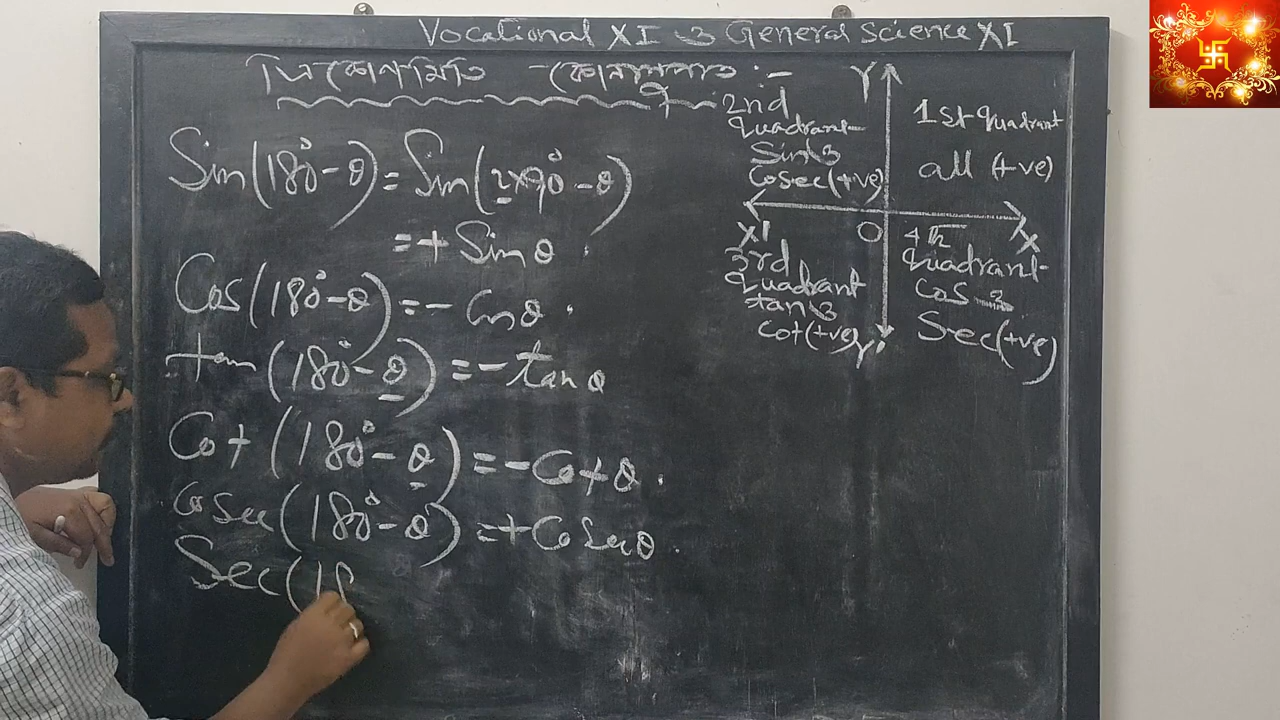 Vocational XI ও General Science XI
ত্রিকোণমিতি - কোনানুপাত :-
Sin(180°-θ) = Sin(2×90°-θ)
= + Sinθ.
Cos(180°-θ) = - Cosθ.
tan(180°-θ) = - tanθ
Cot(180°-θ) = - Cotθ.
Cosec(180°-θ) = + Cosecθ.
Sec(18
Y
2nd
Quadrant
Sin ও
Cosec(+ve)
1st Quadrant
all (+ve)
X'
O
X
3rd
Quadrant
tan ও
Cot(+ve)
Y'
4th
Quadrant
Cos ও
Sec(+ve)